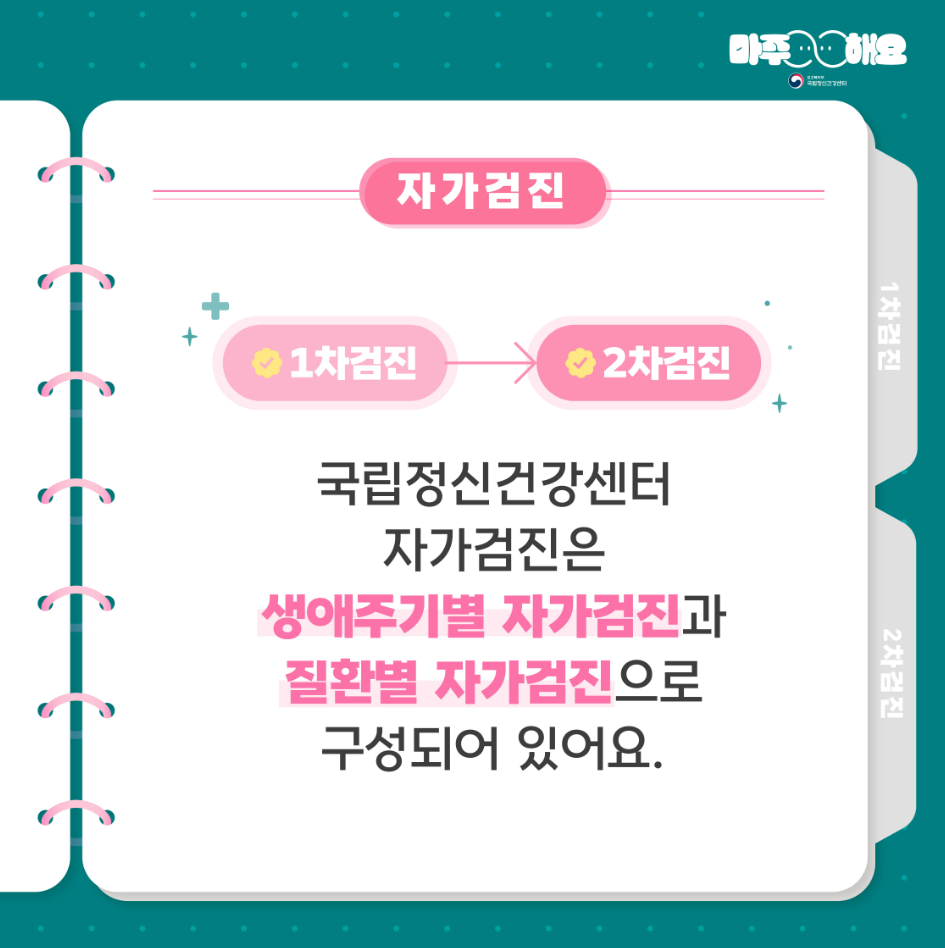 마주해요
보건복지부
국립정신건강센터
자가검진
1차검진
2차검진
국립정신건강센터
자가검진은
생애주기별 자가검진과
질환별 자가검진으로
구성되어 있어요.
1차검진
2차검진